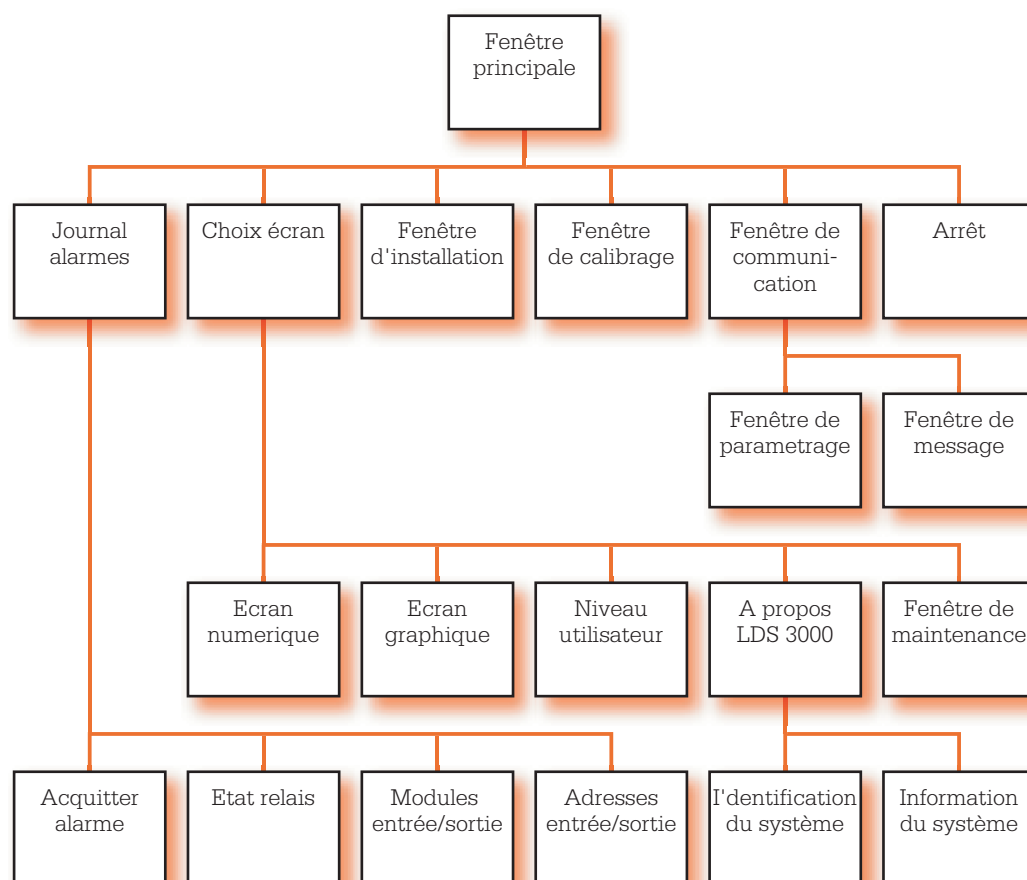 Fenêtre
principale
Journal
alarmes
Choix écran
Fenêtre
d'installation
Fenêtre
de calibrage
Fenêtre de
communi-
cation
Arrêt
Fenêtre de
parametrage
Fenêtre de
message
Ecran
numerique
Ecran
graphique
Niveau
utilisateur
A propos
LDS 3000
Fenêtre de
maintenance
Acquitter
alarme
Etat relais
Modules
entrée/sortie
Adresses
entrée/sortie
I'dentification
du système
Information
du système